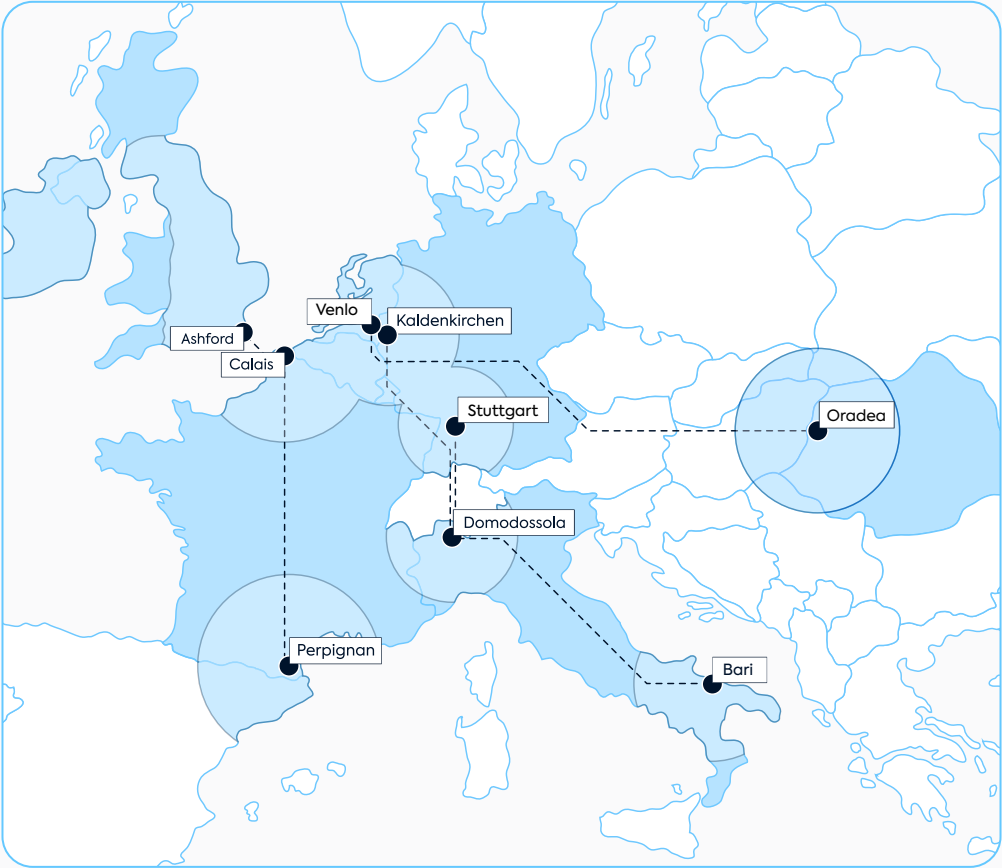 Venlo
Kaldenkirchen
Ashford
Calais
Stuttgart
Oradea
Domodossola
Perpignan
Bari